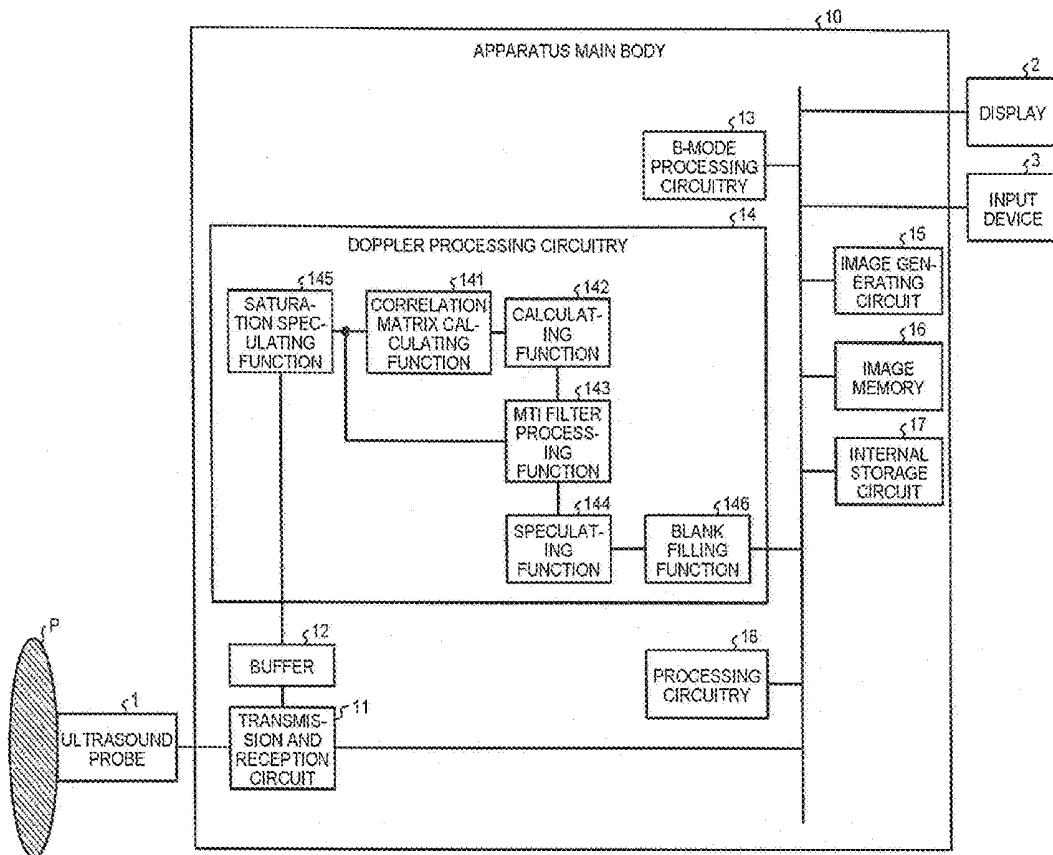 10
APPARATUS MAIN BODY
2
DISPLAY
13
B-MODE
PROCESSING
CIRCUITRY
3
INPUT
DEVICE
14
DOPPLER PROCESSING CIRCUITRY
15
IMAGE GEN-
ERATING
CIRCUIT
145
SATURA-
TION SPEC-
ULATING
FUNCTION
141
CORRELATION
MATRIX CAL-
CULATING
FUNCTION
142
CALCULAT-
ING
FUNCTION
16
IMAGE
MEMORY
143
MTI FILTER
PROCESS-
ING
FUNCTION
17
INTERNAL
STORAGE
CIRCUIT
144
SPECULAT-
ING
FUNCTION
146
BLANK
FILLING
FUNCTION
P
12
BUFFER
18
PROCESSING
CIRCUITRY
1
ULTRASOUND
PROBE
11
TRANSMIS-
SION AND
RECEPTION
CIRCUIT